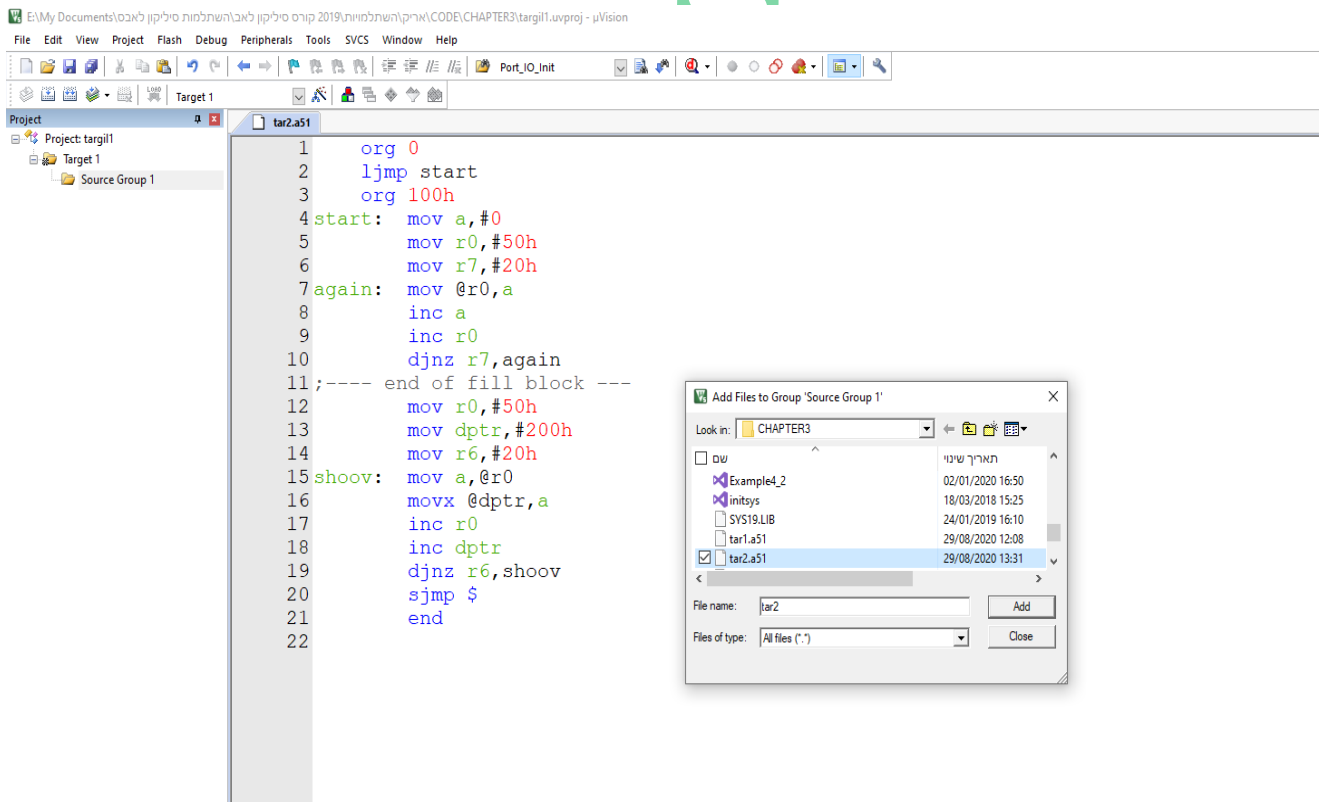 E:\My Documents\אריק\השתלמויות\2019 קורס סיליקון לאב\השתלמות סיליקון לאבס\CODE\CHAPTER3\targil1.uvproj - µVision
File Edit View Project Flash Debug Peripherals Tools SVCS Window Help
Port_IO_Init
LOAD Target 1
Project
tar2.a51
Project: targil1
Target 1
Source Group 1
1 org 0
2 ljmp start
3 org 100h
4 start: mov a,#0
5 mov r0,#50h
6 mov r7,#20h
7 again: mov @r0,a
8 inc a
9 inc r0
10 djnz r7,again
11 ;---- end of fill block ---
12 mov r0,#50h
13 mov dptr,#200h
14 mov r6,#20h
15 shoov: mov a,@r0
16 movx @dptr,a
17 inc r0
18 inc dptr
19 djnz r6,shoov
20 sjmp $
21 end
22
Add Files to Group 'Source Group 1'
Look in: CHAPTER3
שם תאריך שינוי
Example4_2 02/01/2020 16:50
initsys 18/03/2018 15:25
SYS19.LIB 24/01/2019 16:10
tar1.a51 29/08/2020 12:08
tar2.a51 29/08/2020 13:31
File name: tar2 Add
Files of type: All files (*.*) Close